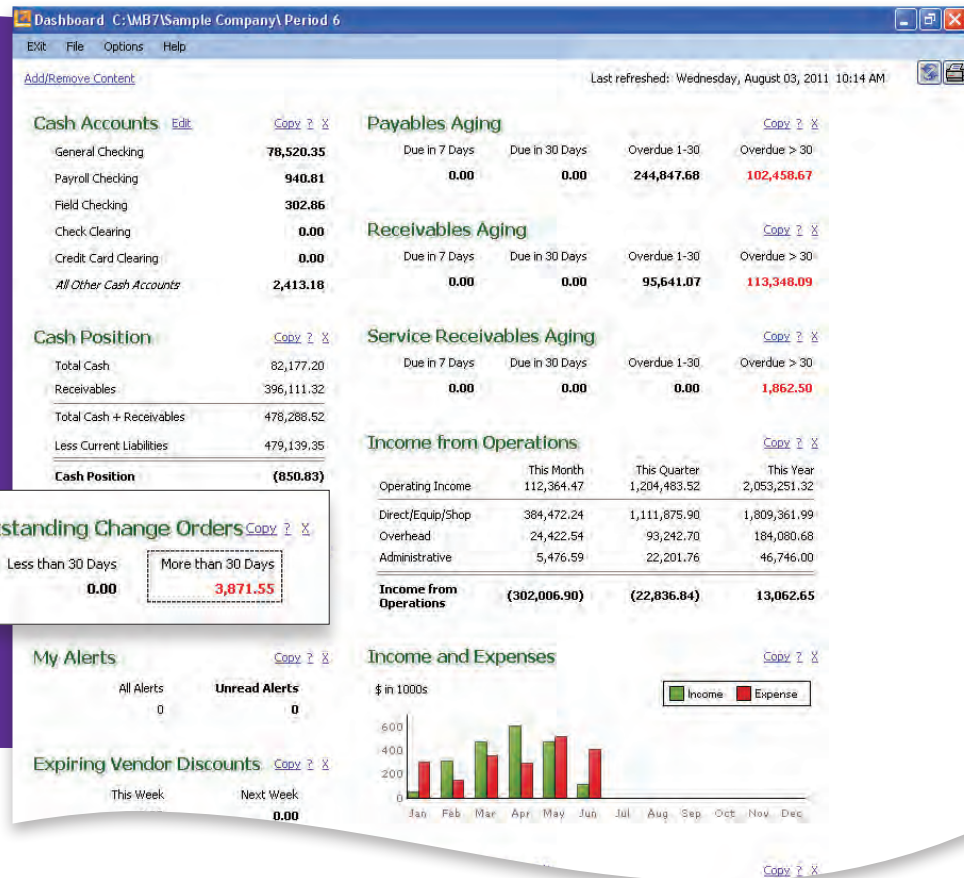 Dashboard C:\MB7\Sample Company\ Period 6
EXit File Options Help
Add/Remove Content
Last refreshed: Wednesday, August 03, 2011 10:14 AM
Cash Accounts Edit Copy ? X
General Checking 78,520.35
Payroll Checking 940.81
Field Checking 302.86
Check Clearing 0.00
Credit Card Clearing 0.00
All Other Cash Accounts 2,413.18
Cash Position Copy ? X
Total Cash 82,177.20
Receivables 396,111.32
Total Cash + Receivables 478,288.52
Less Current Liabilities 479,139.35
Cash Position (850.83)
standing Change Orders Copy ? X
Less than 30 Days More than 30 Days
0.00 3,871.55
My Alerts Copy ? X
All Alerts Unread Alerts
0 0
Expiring Vendor Discounts Copy ? X
This Week Next Week
0.00
Payables Aging Copy ? X
Due in 7 Days Due in 30 Days Overdue 1-30 Overdue > 30
0.00 0.00 244,847.68 102,458.67
Receivables Aging Copy ? X
Due in 7 Days Due in 30 Days Overdue 1-30 Overdue > 30
0.00 0.00 95,641.07 113,348.09
Service Receivables Aging Copy ? X
Due in 7 Days Due in 30 Days Overdue 1-30 Overdue > 30
0.00 0.00 0.00 1,862.50
Income from Operations Copy ? X
This Month This Quarter This Year
Operating Income 112,364.47 1,204,483.52 2,053,251.32
Direct/Equip/Shop 384,472.24 1,111,875.90 1,809,361.99
Overhead 24,422.54 93,242.70 184,080.68
Administrative 5,476.59 22,201.76 46,746.00
Income from
Operations (302,006.90) (22,836.84) 13,062.65
Income and Expenses Copy ? X
$ in 1000s
Income Expense
600
400
200
0
Jan Feb Mar Apr May Jun Jul Aug Sep Oct Nov Dec
Copy ? X